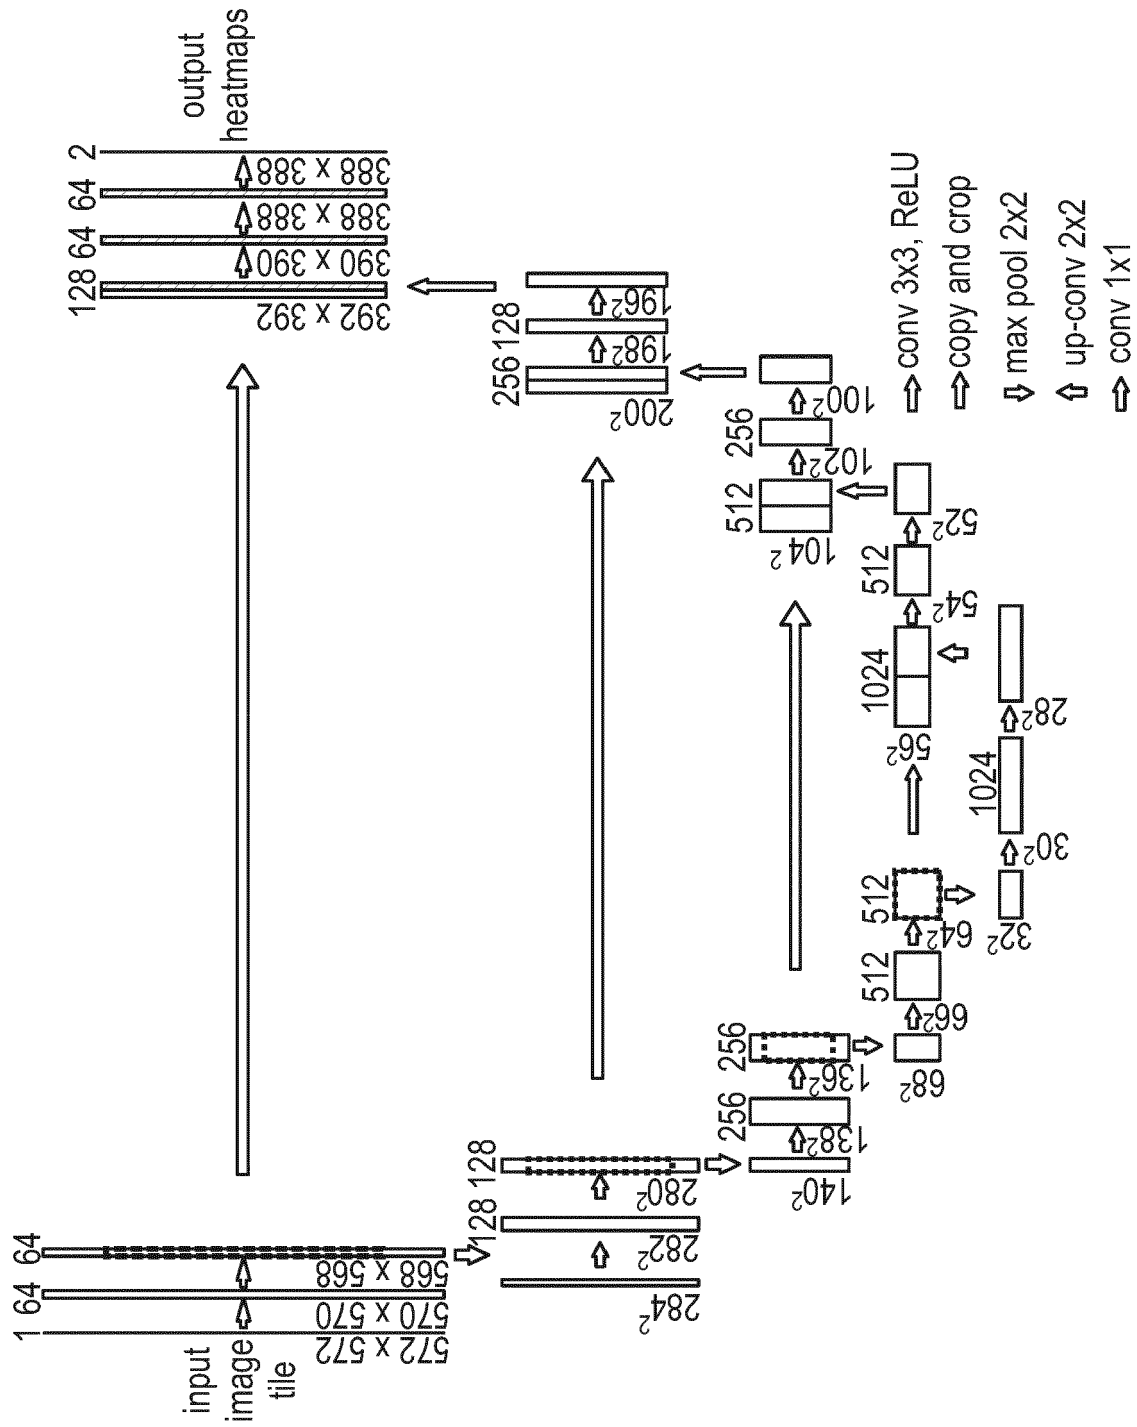 1
64
64
input
image
tile
572 x 572
570 x 570
568 x 568
128
64
64
2
output
heatmaps
392 x 392
390 x 390
388 x 388
388 x 388
128
128
284²
282²
280²
256
128
200²
198²
196²
256
256
140²
138²
136²
512
256
104²
102²
100²
512
512
68²
66²
64²
1024
512
56²
54²
52²
1024
32²
30²
28²
conv 3x3, ReLU
copy and crop
max pool 2x2
up-conv 2x2
conv 1x1